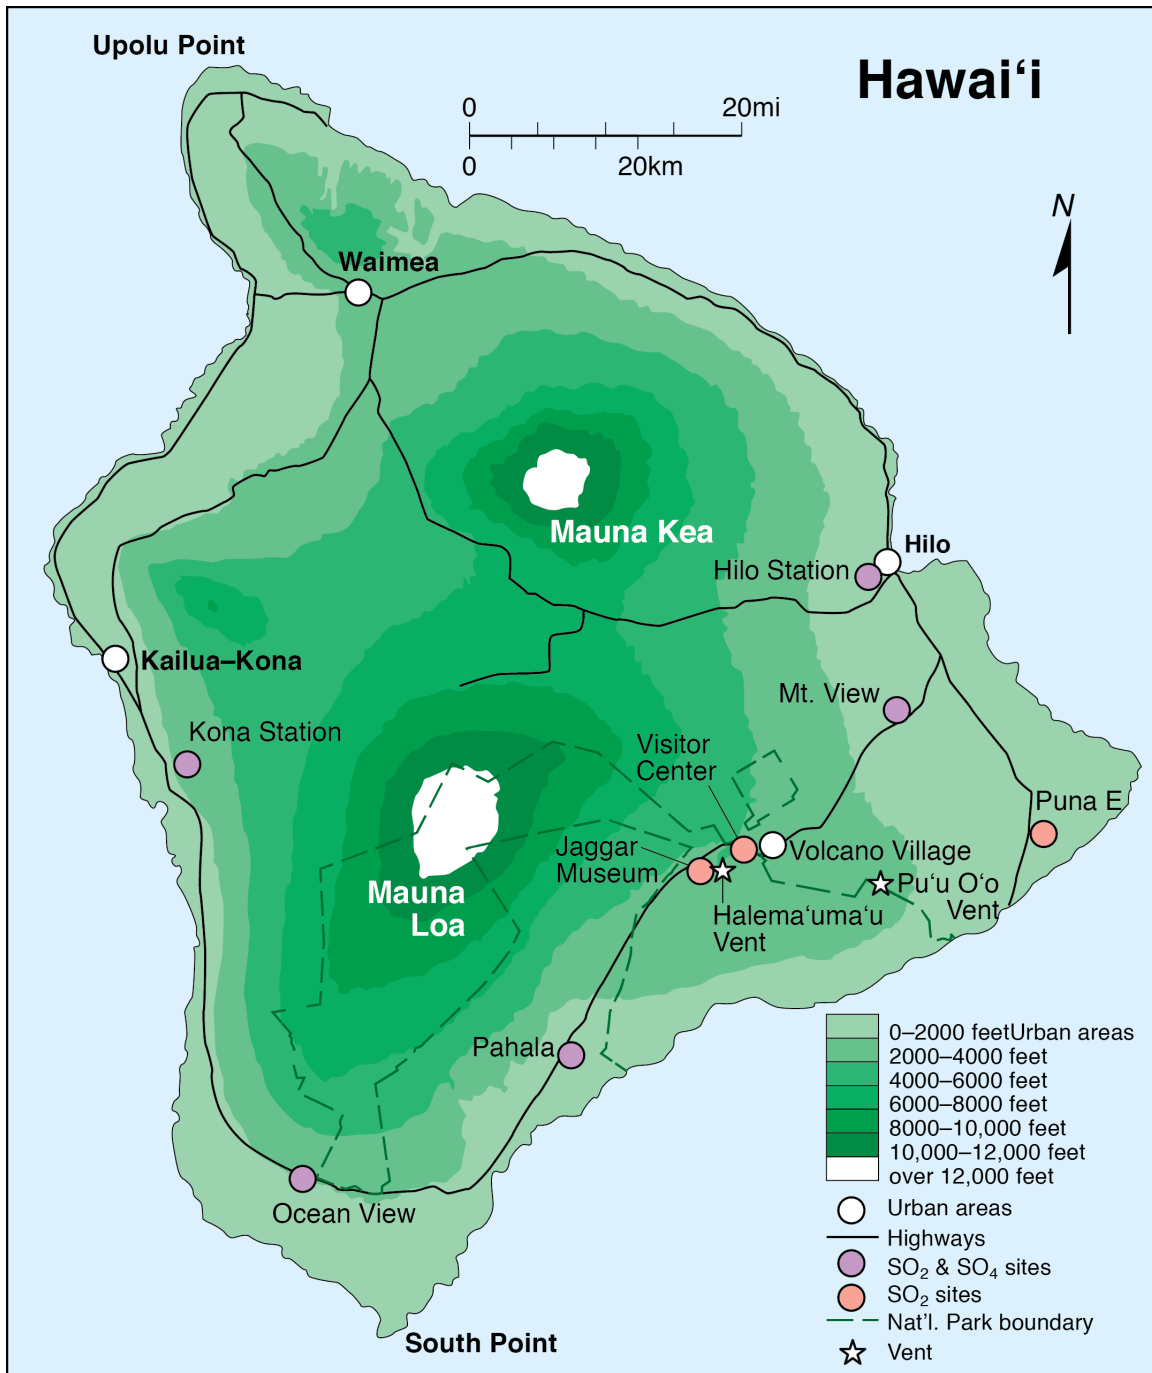 Upolu Point
Hawai‘i
0 20mi
0 20km
N
Waimea
Mauna Kea
Hilo
Hilo Station
Kailua–Kona
Mt. View
Kona Station
Visitor
Center
Puna E
Jaggar
Museum
Volcano Village
Mauna
Loa
Pu‘u O‘o
Vent
Halema‘uma‘u
Vent
Pahala
Ocean View
South Point
0–2000 feetUrban areas
2000–4000 feet
4000–6000 feet
6000–8000 feet
8000–10,000 feet
10,000–12,000 feet
over 12,000 feet
Urban areas
Highways
SO₂ & SO₄ sites
SO₂ sites
Nat’l. Park boundary
Vent